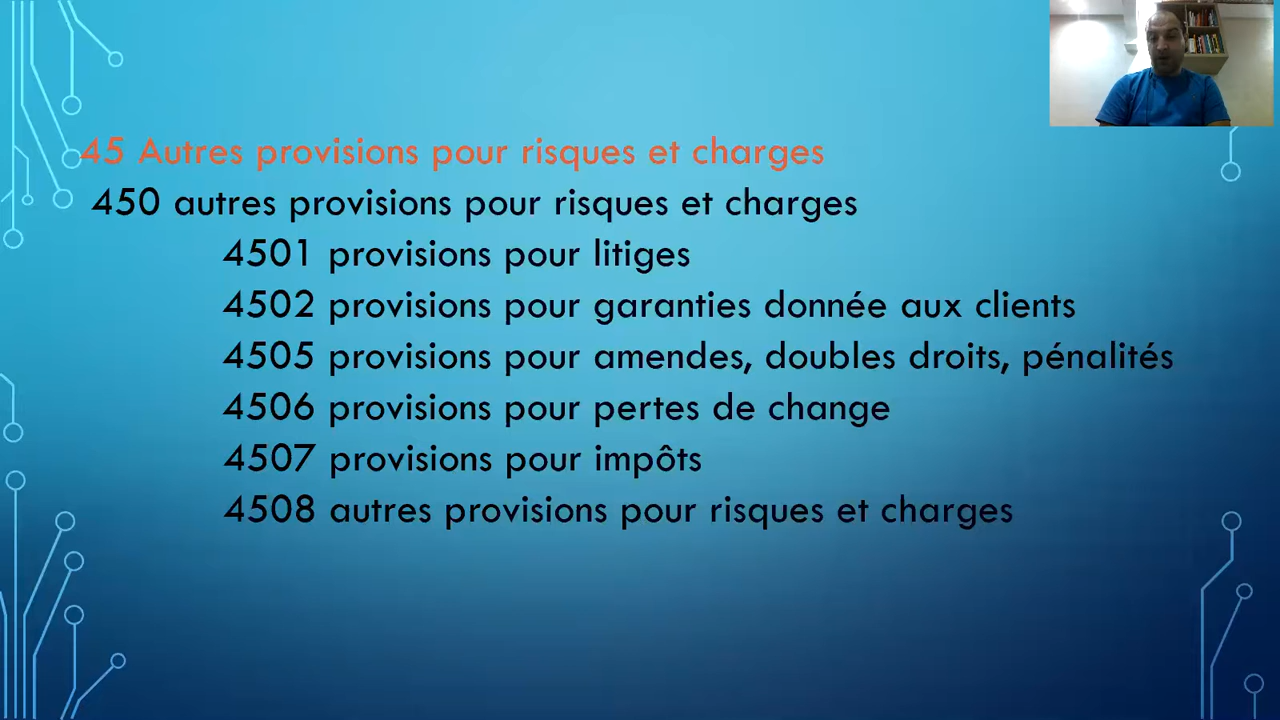 45 Autres provisions pour risques et charges
450 autres provisions pour risques et charges
4501 provisions pour litiges
4502 provisions pour garanties donnée aux clients
4505 provisions pour amendes, doubles droits, pénalités
4506 provisions pour pertes de change
4507 provisions pour impôts
4508 autres provisions pour risques et charges